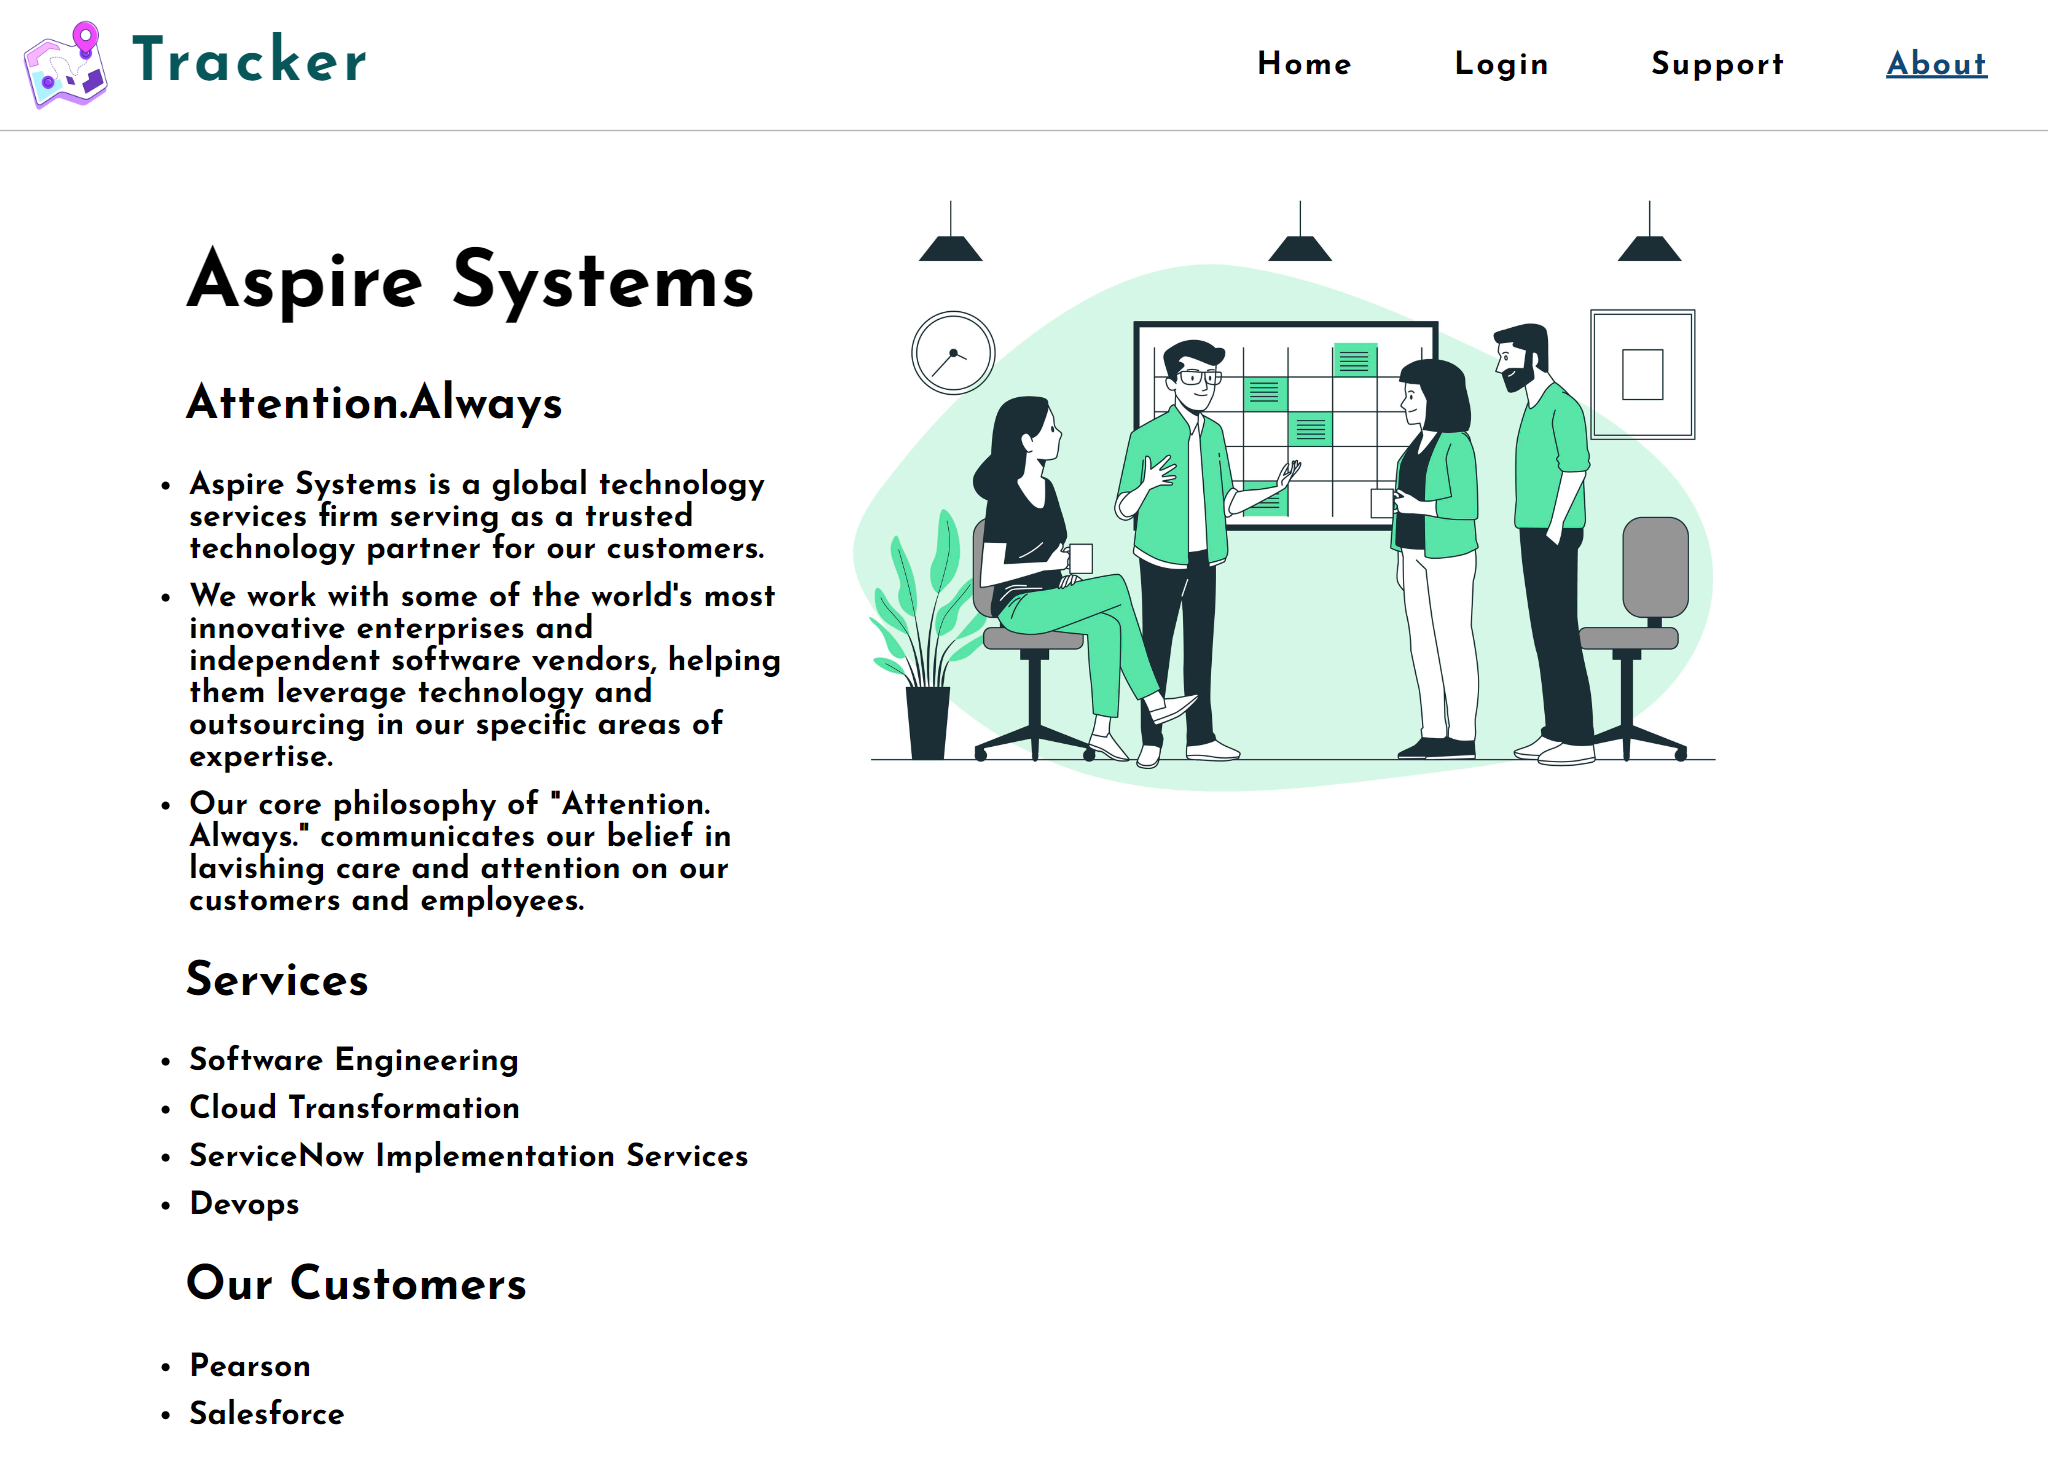 Tracker
Home
Login
Support
About
Aspire Systems
Attention.Always
Aspire Systems is a global technology
services firm serving as a trusted
technology partner for our customers.
We work with some of the world's most
innovative enterprises and
independent software vendors, helping
them leverage technology and
outsourcing in our specific areas of
expertise.
Our core philosophy of "Attention.
Always." communicates our belief in
lavishing care and attention on our
customers and employees.
Services
Software Engineering
Cloud Transformation
ServiceNow Implementation Services
Devops
Our Customers
Pearson
Salesforce